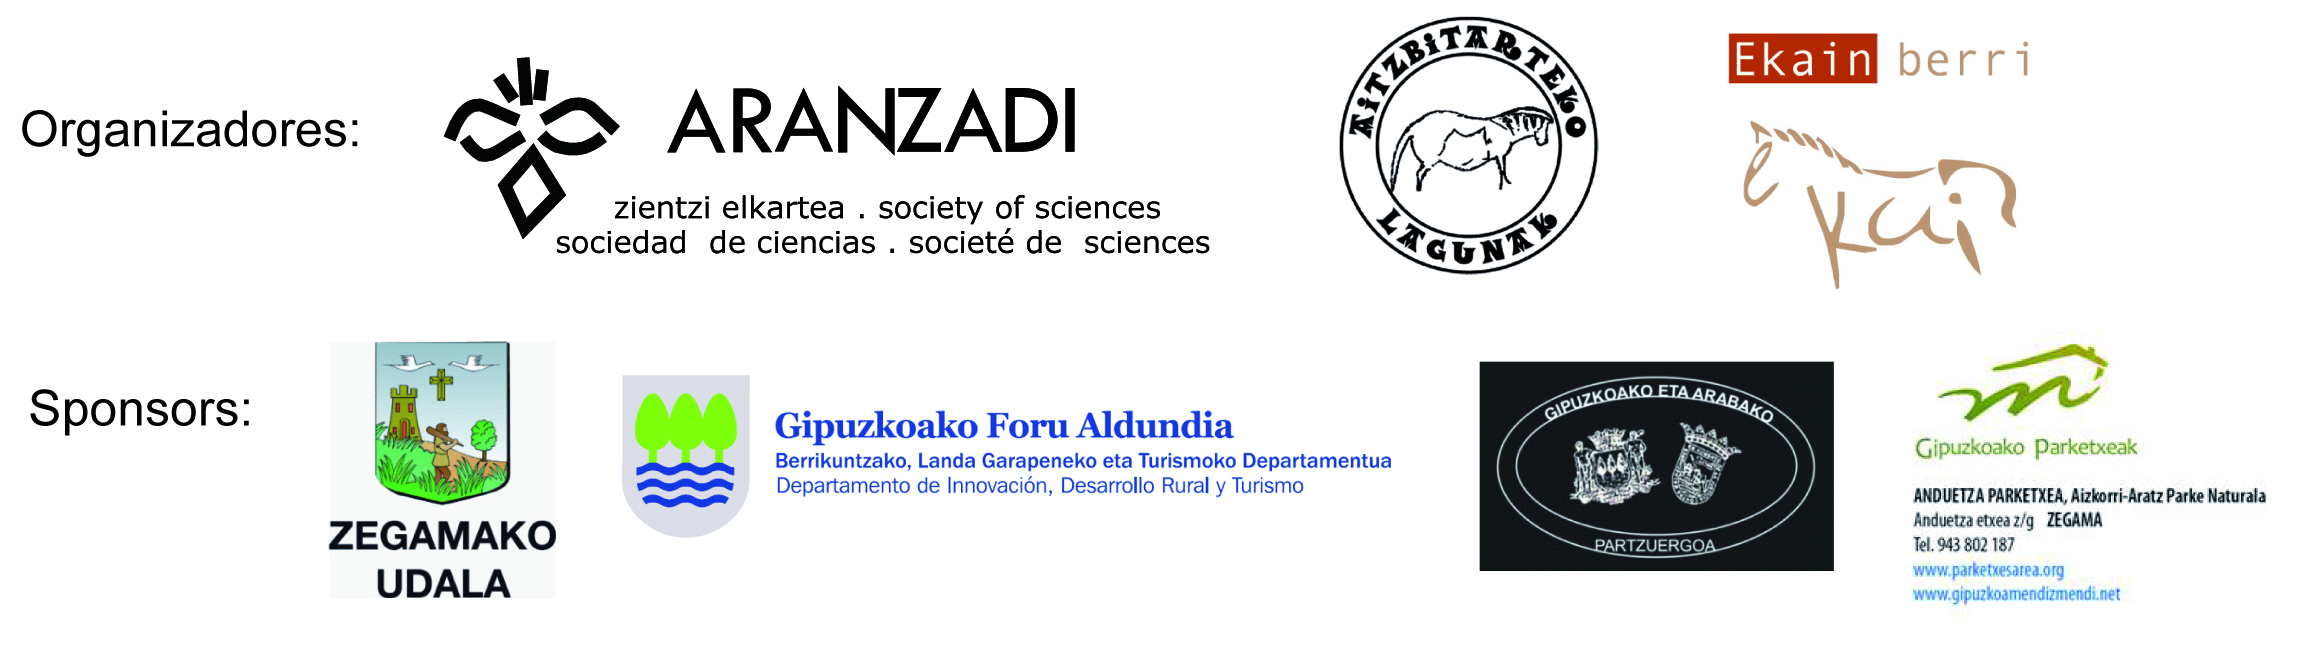 Organizadores:
ARANZADI
zientzi elkartea . society of sciences
sociedad de ciencias . societé de sciences
AiTZBiTARTEKO
LAGUNAK
Ekain berri
ekain
Sponsors:
ZEGAMAKO
UDALA
Gipuzkoako Foru Aldundia
Berrikuntzako, Landa Garapeneko eta Turismoko Departamentua
Departamento de Innovación, Desarrollo Rural y Turismo
GIPUZKOAKO ETA ARABAKO
PARTZUERGOA
Gipuzkoako Parketxeak
ANDUETZA PARKETXEA, Aizkorri-Aratz Parke Naturala
Anduetza etxea z/g ZEGAMA
Tel. 943 802 187
www.parketxesarea.org
www.gipuzkoamendizmendi.net